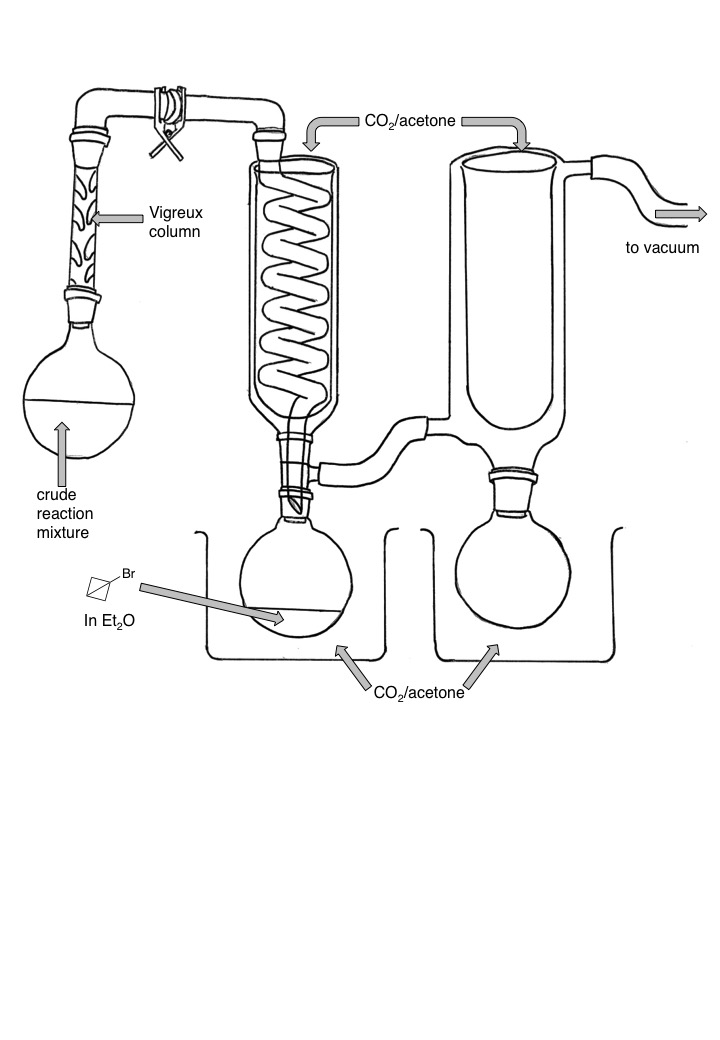 CO₂/acetone
Vigreux
column
to vacuum
crude
reaction
mixture
Br
In Et₂O
CO₂/acetone